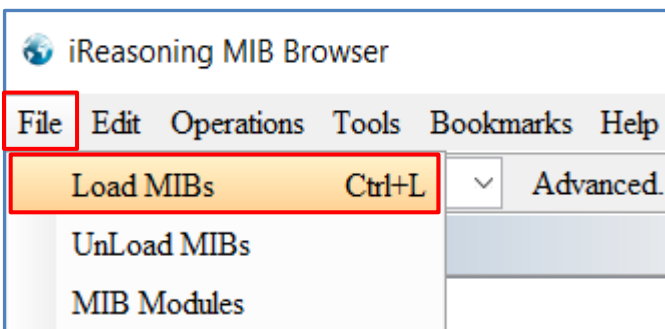 iReasoning MIB Browser
File Edit Operations Tools Bookmarks Help
Load MIBs Ctrl+L Advanced.
UnLoad MIBs
MIB Modules